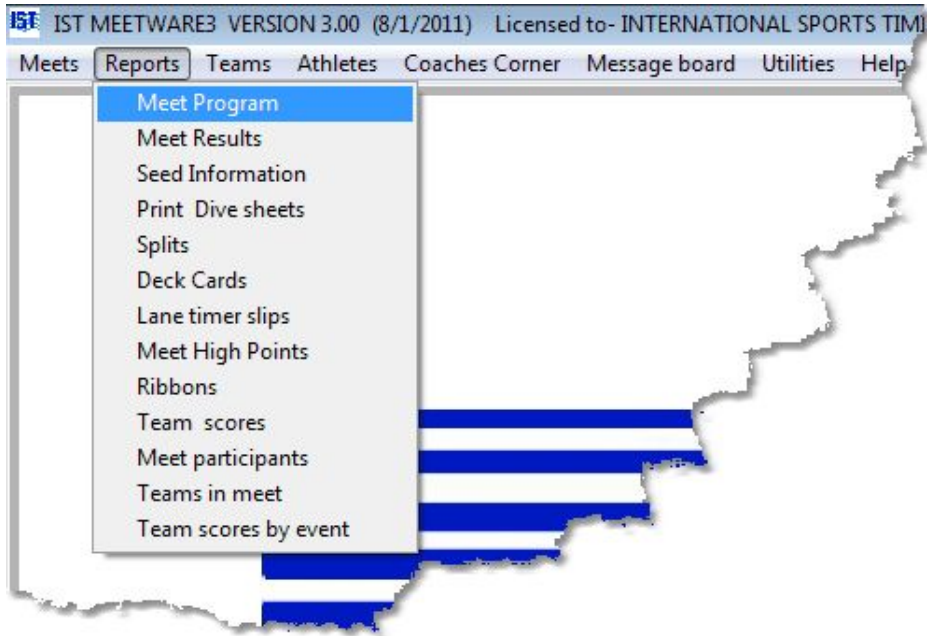 IST IST MEETWARE3 VERSION 3.00 (8/1/2011) Licensed to- INTERNATIONAL SPORTS
Meets Reports Teams Athletes Coaches Corner Message board Utilities Help
Meet Program
Meet Results
Seed Information
Print Dive sheets
Splits
Deck Cards
Lane timer slips
Meet High Points
Ribbons
Team scores
Meet participants
Teams in meet
Team scores by event